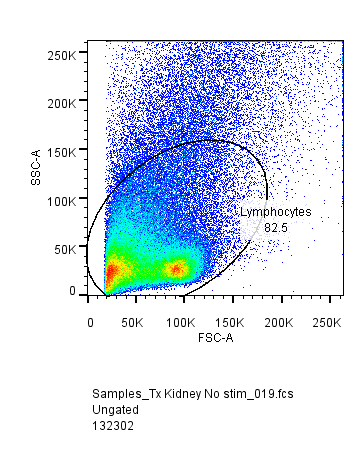 250K
200K
150K
100K
50K
0
SSC-A
Lymphocytes
82.5
0 50K 100K 150K 200K 250K
FSC-A
Samples_Tx Kidney No stim_019.fcs
Ungated
132302